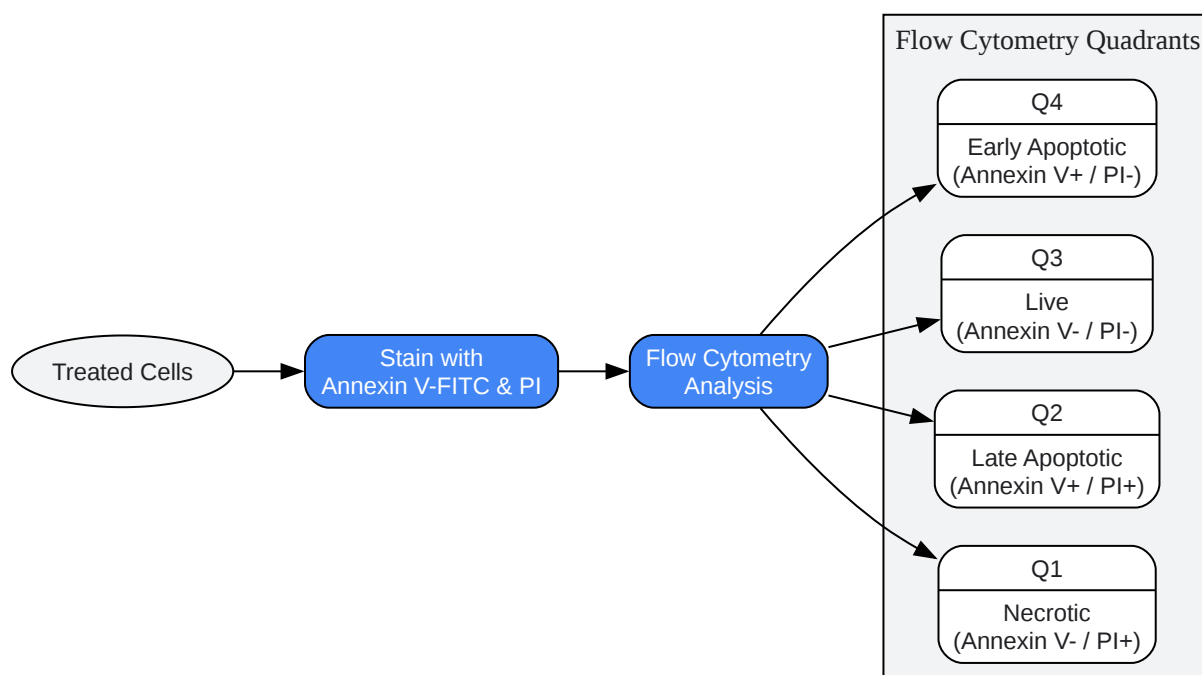 Flow Cytometry Quadrants
Q4
Early Apoptotic
(Annexin V+ / PI-)
Q3
Live
(Annexin V- / PI-)
Treated Cells
Stain with
Annexin V-FITC & PI
Flow Cytometry
Analysis
Q2
Late Apoptotic
(Annexin V+ / PI+)
Q1
Necrotic
(Annexin V- / PI+)